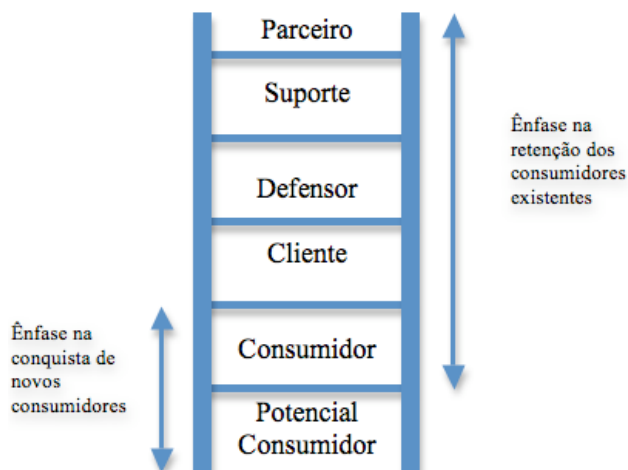 Parceiro
Suporte
Defensor
Cliente
Consumidor
Potencial
Consumidor
Ênfase na
retenção dos
consumidores
existentes
Ênfase na
conquista de
novos
consumidores